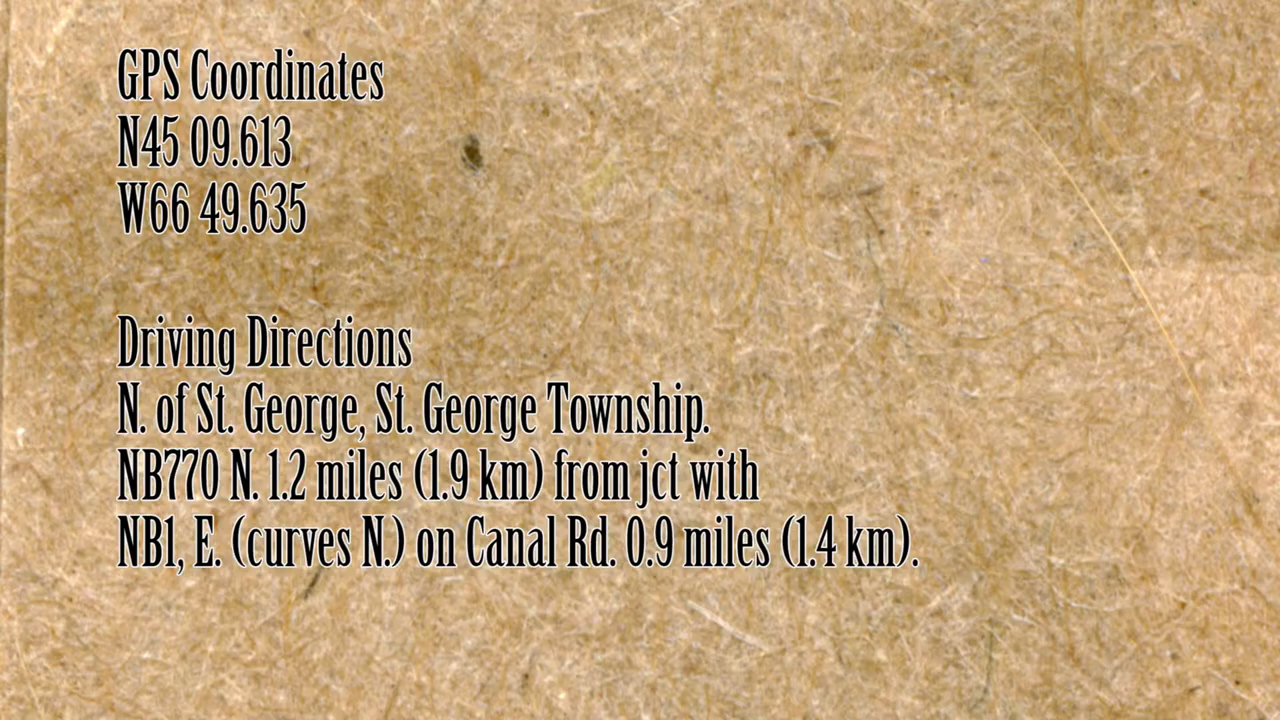 GPS Coordinates
N45 09.613
W66 49.635
Driving Directions
N. of St. George, St. George Township.
NB770 N. 1.2 miles (1.9 km) from jct with
NB1, E. (curves N.) on Canal Rd. 0.9 miles (1.4 km).